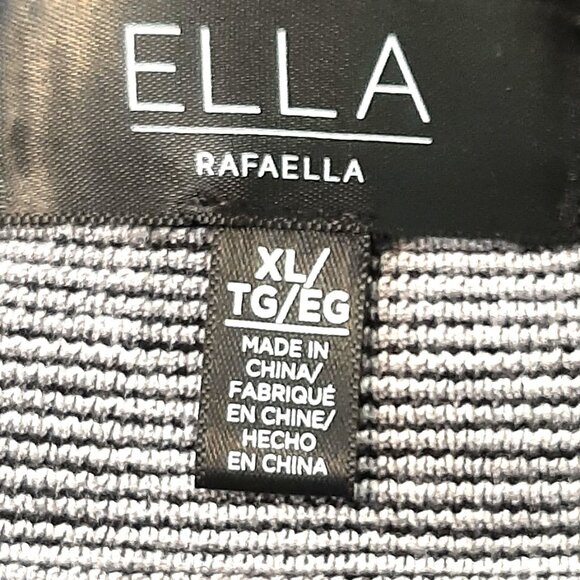 ELLA
RAFAELLA
XL/
TG/EG
MADE IN
CHINA/
FABRIQUÉ
EN CHINE/
HECHO
EN CHINA